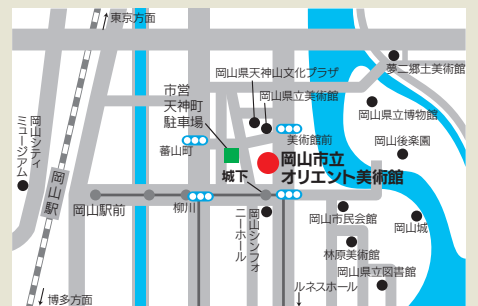 東京方面
夢二郷土美術館
岡山県天神山文化プラザ
岡山県立美術館
市営
天神町
駐車場
岡山県立博物館
美術館前
蕃山町
岡山後楽園
岡山シティ
ミュージアム
岡山市立
オリエント美術館
城下
岡山駅
岡山駅前
柳川
岡山シンフォ
ニーホール
岡山市民会館
岡山城
林原美術館
岡山県立図書館
ルネスホール
博多方面